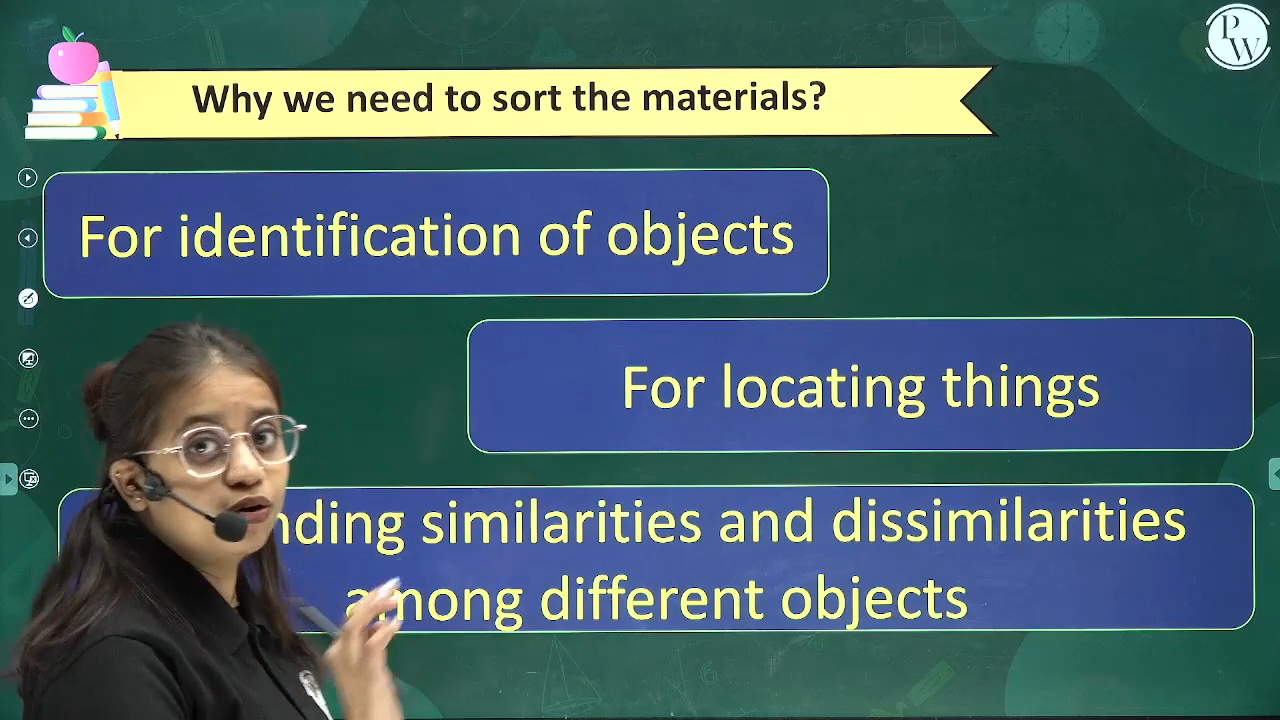 PW
Why we need to sort the materials?
For identification of objects
For locating things
similarities and dissimilarities
among different objects